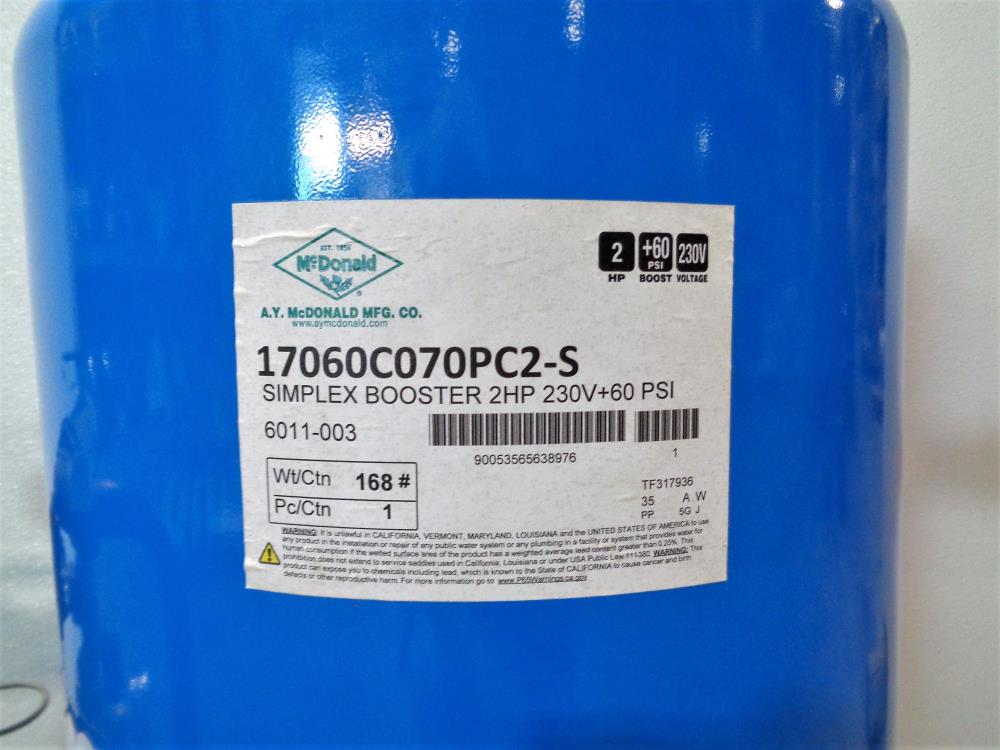 EST. 1856
McDonald
®
A.Y. McDONALD MFG. CO.
www.aymcdonald.com
2
HP
+60
PSI
BOOST
230V
VOLTAGE
17060C070PC2-S
SIMPLEX BOOSTER 2HP 230V+60 PSI
6011-003
90053565638976
1
Wt/Ctn 168 #
Pc/Ctn 1
TF317936
35 A W
PP 5G J
WARNING: It is unlawful in CALIFORNIA, VERMONT, MARYLAND, LOUISIANA and the UNITED STATES OF AMERICA to use
any product in the installation or repair of any public water system or any plumbing in a facility or system that provides water for
human consumption if the wetted surface area of the product has a weighted average lead content greater than 0.25%. This
prohibition does not extend to service saddles used in California, Louisiana or under USA Public Law 111-380. WARNING: This
product can expose you to chemicals including lead, which is known to the State of CALIFORNIA to cause cancer and birth
defects or other reproductive harm. For more information go to: www.P65Warnings.ca.gov